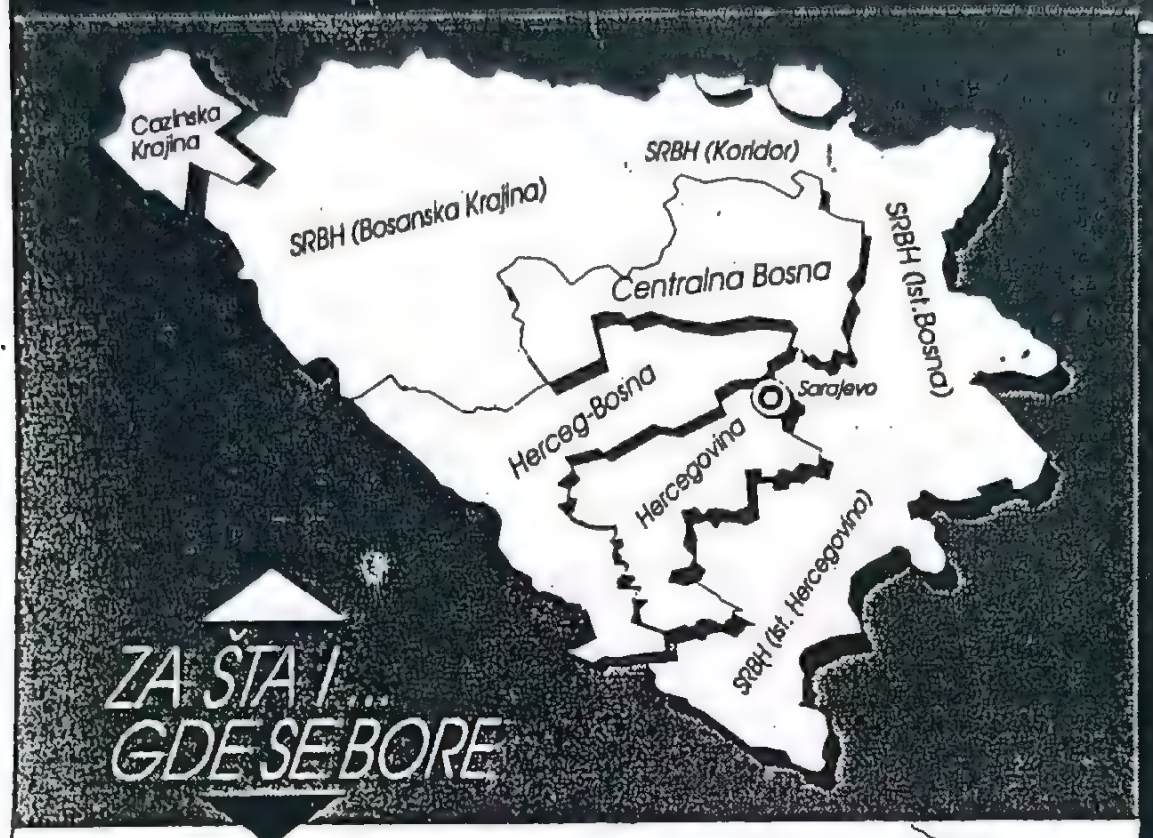 Cazinska
Krajina
SRBH (Koridor)
SRBH (Bosanska Krajina)
SRBH (Ist.Bosna)
Centralna Bosna
Sarajevo
Herceg-Bosna
Hercegovina
SRBH (Ist. Hercegovina)
ZA ŠTA I ...
GDE SE BORE